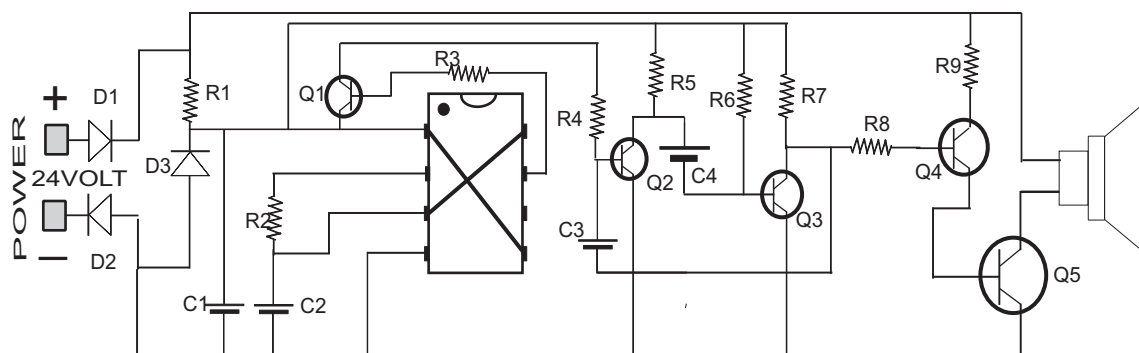 POWER
+
24VOLT
−
D1
D2
D3
R1
C1
R2
C2
Q1
R3
R4
C3
R5
Q2
C4
R6
R7
Q3
R8
R9
Q4
Q5